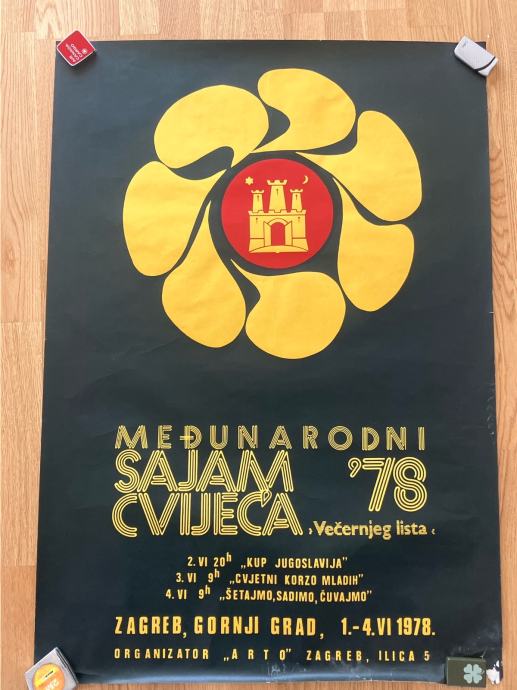 MEĐUNARODNI
SAJAM '78
CVIJEĆA ›Večernjeg lista‹
2. VI 20h „KUP JUGOSLAVIJA"
3. VI 9h „CVJETNI KORZO MLADIH"
4. VI 9h „ŠETAJMO, SADIMO, ČUVAJMO"
ZAGREB, GORNJI GRAD, 1.-4. VI 1978.
ORGANIZATOR „ARTO" ZAGREB, ILICA 5